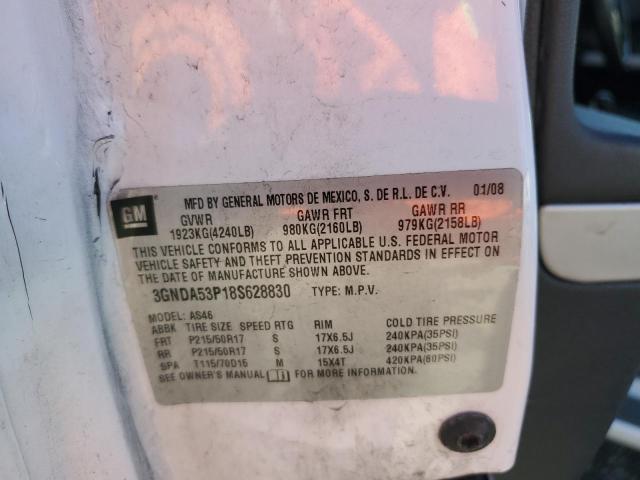 GM
MFD BY GENERAL MOTORS DE MEXICO, S. DE R.L. DE C.V. 01/08
GVWR GAWR FRT GAWR RR
1923KG(4240LB) 980KG(2160LB) 979KG(2158LB)
THIS VEHICLE CONFORMS TO ALL APPLICABLE U.S. FEDERAL MOTOR
VEHICLE SAFETY AND THEFT PREVENTION STANDARDS IN EFFECT ON
THE DATE OF MANUFACTURE SHOWN ABOVE.
3GNDA53P18S628830 TYPE: M.P.V.
MODEL: AS46
ABBK TIRE SIZE SPEED RTG RIM COLD TIRE PRESSURE
FRT P215/50R17 S 17X6.5J 240KPA(35PSI)
RR P215/50R17 S 17X6.5J 240KPA(35PSI)
SPA T115/70D16 M 15X4T 420KPA(60PSI)
SEE OWNER'S MANUAL FOR MORE INFORMATION.